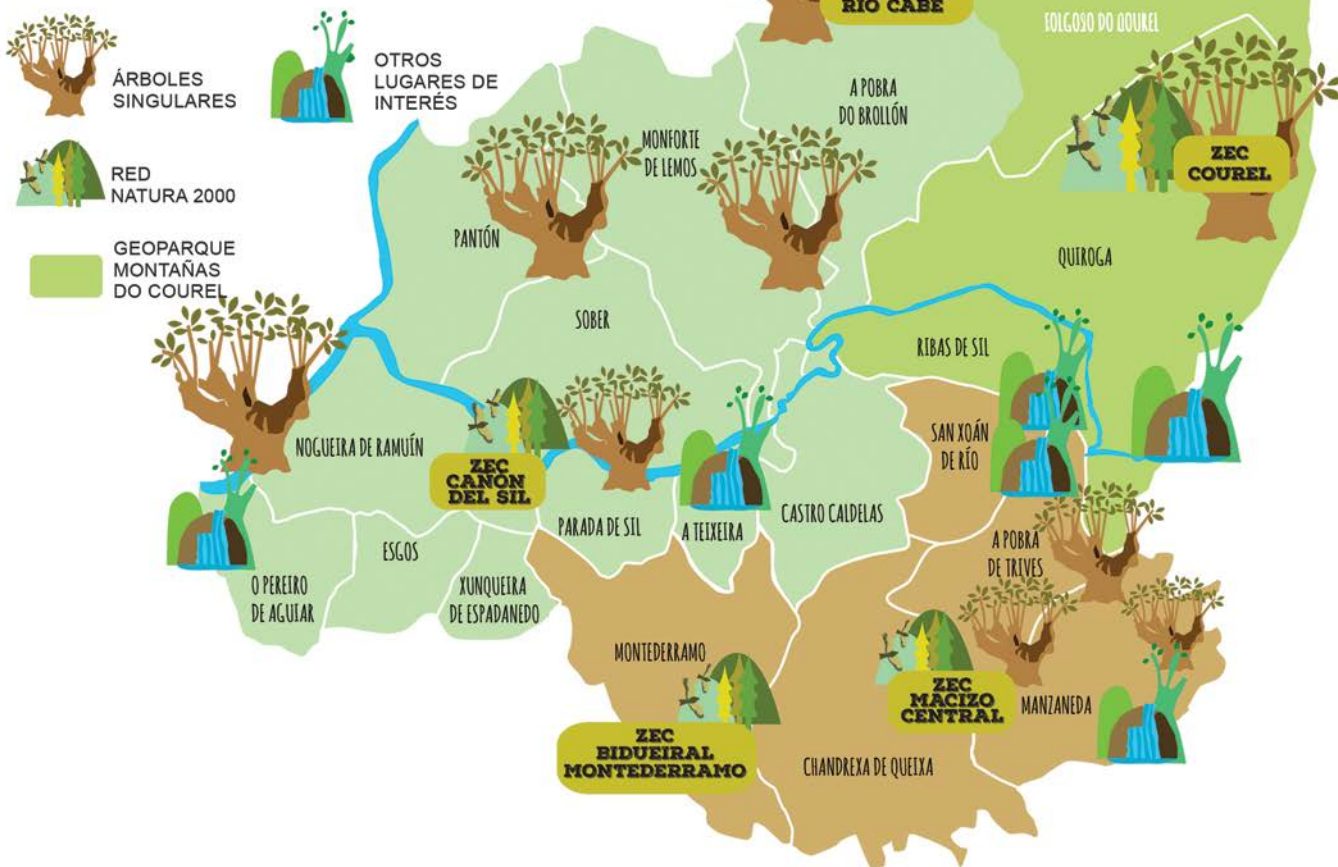 RÍO CABE
FOLGOSO DO COUREL
ÁRBOLES
SINGULARES
OTROS
LUGARES DE
INTERÉS
RED
NATURA 2000
GEOPARQUE
MONTAÑAS
DO COUREL
A POBRA
DO BROLLÓN
MONFORTE
DE LEMOS
ZEC
COUREL
PANTÓN
QUIROGA
SOBER
RIBAS DE SIL
SAN XOÁN
DE RÍO
NOGUEIRA DE RAMUÍN
ZEC
CAÑÓN
DEL SIL
PARADA DE SIL
A TEIXEIRA
CASTRO CALDELAS
ESGOS
A POBRA
DE TRIVES
O PEREIRO
DE AGUIAR
XUNQUEIRA
DE ESPADANEDO
MONTEDERRAMO
ZEC
MACIZO
CENTRAL
MANZANEDA
ZEC
BIDUEIRAL
MONTEDERRAMO
CHANDREXA DE QUEIXA